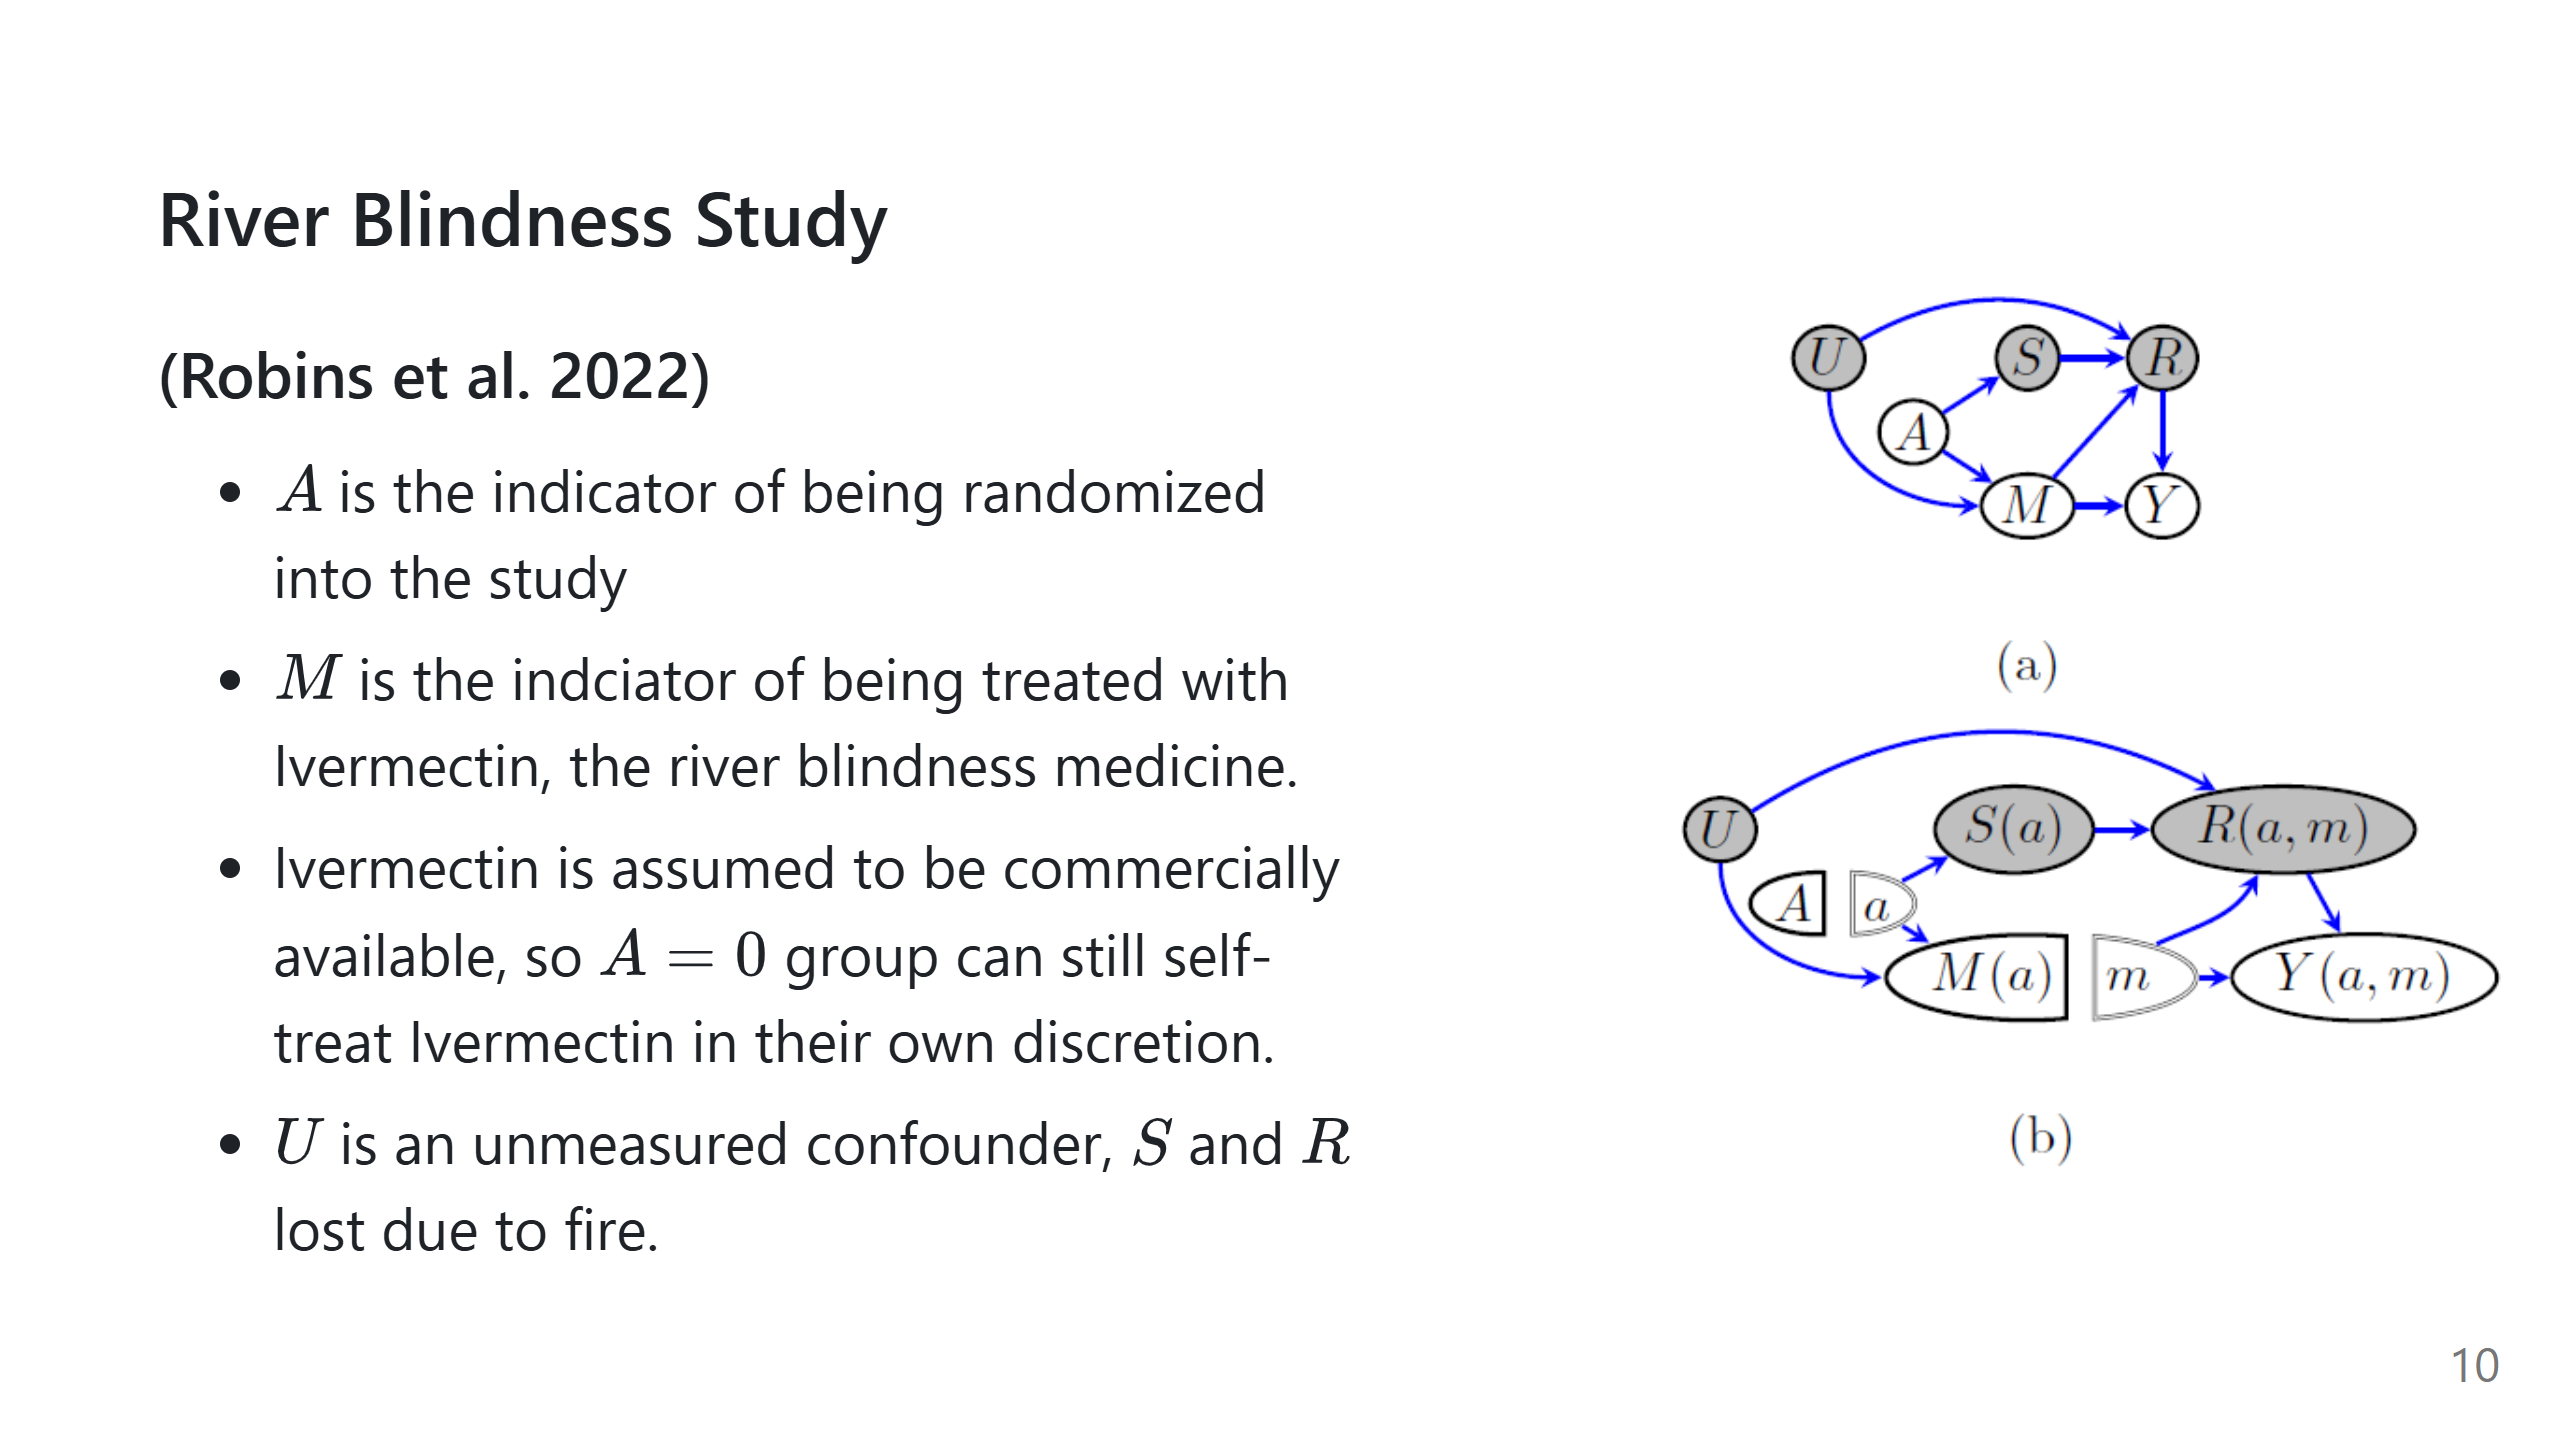 River Blindness Study
(Robins et al. 2022)
• A is the indicator of being randomized
into the study
• M is the indciator of being treated with
Ivermectin, the river blindness medicine.
• Ivermectin is assumed to be commercially
available, so A = 0 group can still self-
treat Ivermectin in their own discretion.
• U is an unmeasured confounder, S and R
lost due to fire.
U S R
A
M Y
(a)
U S(a) R(a, m)
A a
M(a) m Y(a, m)
(b)
10